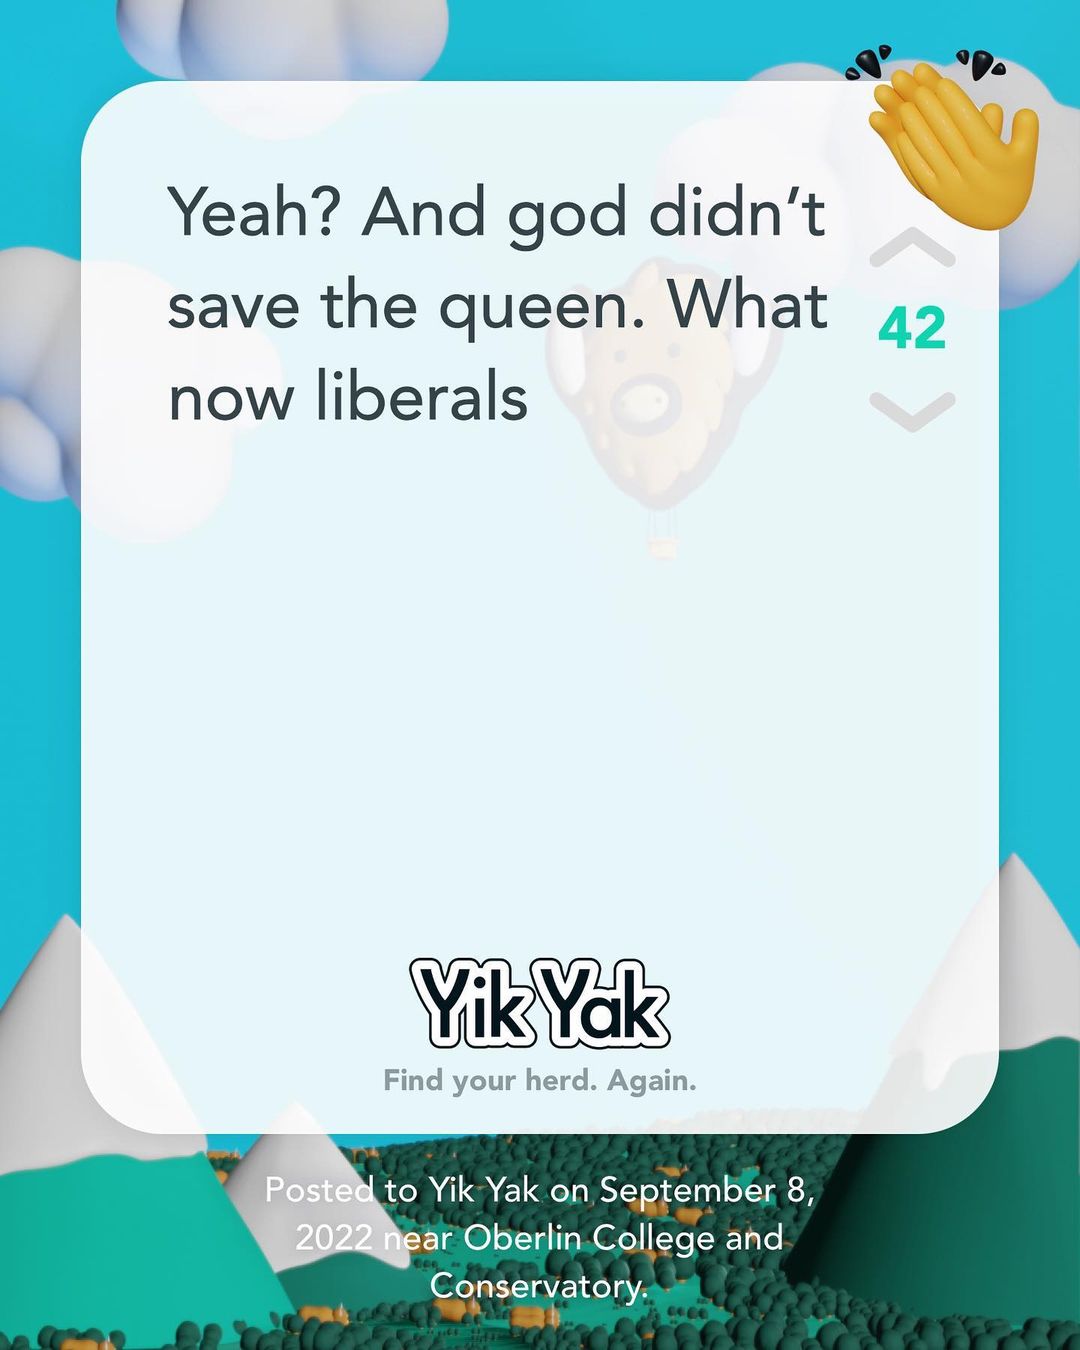 Yeah? And god didn’t
save the queen. What
now liberals
42
Yik Yak
Find your herd. Again.
Posted to Yik Yak on September 8,
2022 near Oberlin College and
Conservatory.